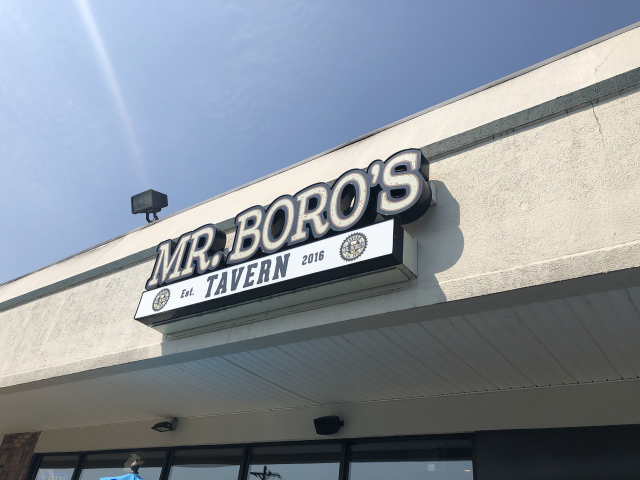 MR. BORO'S
Est. TAVERN 2016